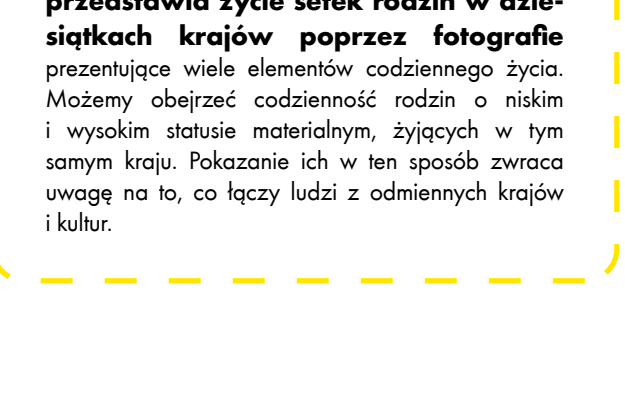 przedstawia życie setek rodzin w dzie-
siątkach krajów poprzez fotografie
prezentujące wiele elementów codziennego życia.
Możemy obejrzeć codzienność rodzin o niskim
i wysokim statusie materialnym, żyjących w tym
samym kraju. Pokazanie ich w ten sposób zwraca
uwagę na to, co łączy ludzi z odmiennych krajów
i kultur.